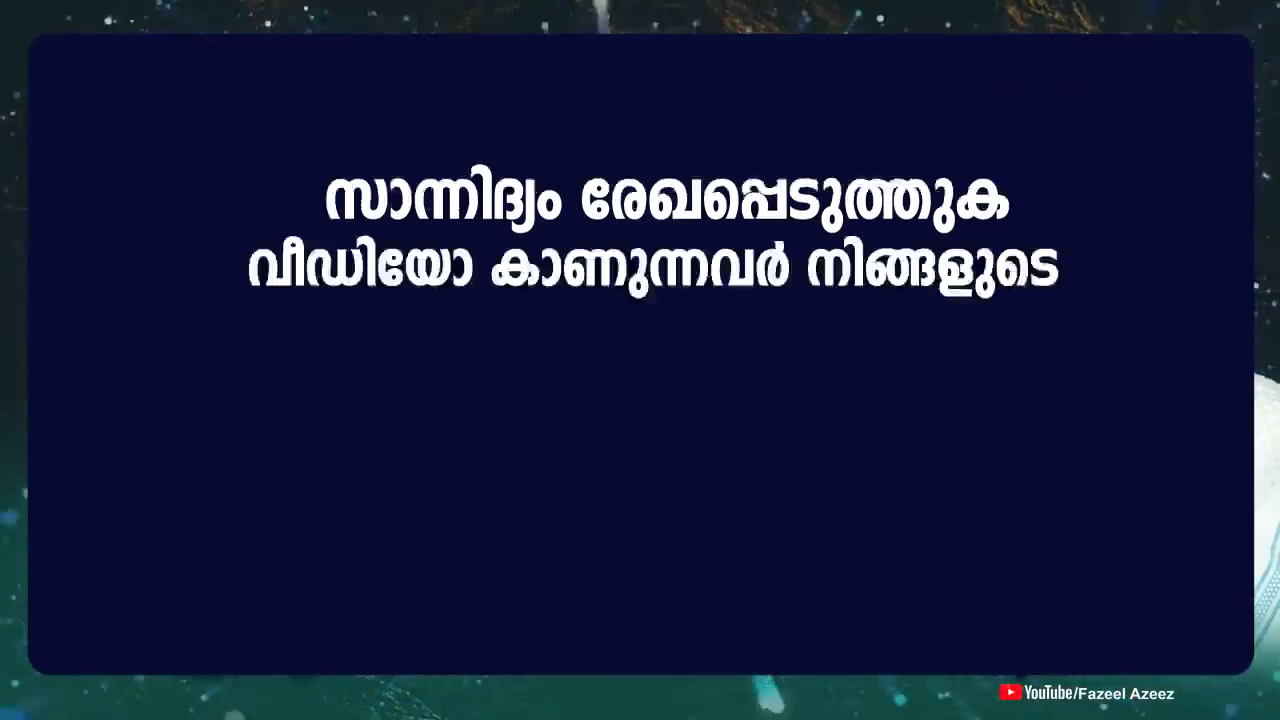 സാന്നിദ്യം രേഖപ്പെടുത്തുക
വീഡിയോ കാണുന്നവർ നിങ്ങളുടെ
YouTube/Fazeel Azeez